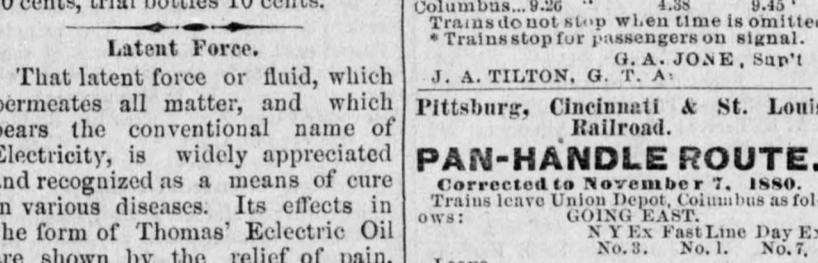 0 cents, trial bottles 10 cents.
Latent Force.
That latent force or fluid, which
permeates all matter, and which
bears the conventional name of
Electricity, is widely appreciated
and recognized as a means of cure
in various diseases. Its effects in
the form of Thomas' Eclectric Oil
are shown by the relief of pain,
Columbus... 9.26 " 4.38 9.45 "
Trains do not stop when time is omitted
* Trains stop for passengers on signal.
G. A. JONE , Sup't
J. A. TILTON, G. T. A.
Pittsburg, Cincinnati & St. Louis
Railroad.
PAN-HANDLE ROUTE.
Corrected to November 7, 1880.
Trains leave Union Depot, Columbus as fol
ows:
GOING EAST.
N Y Ex Fast Line Day Ex
No. 3. No. 1. No. 7,
Leave